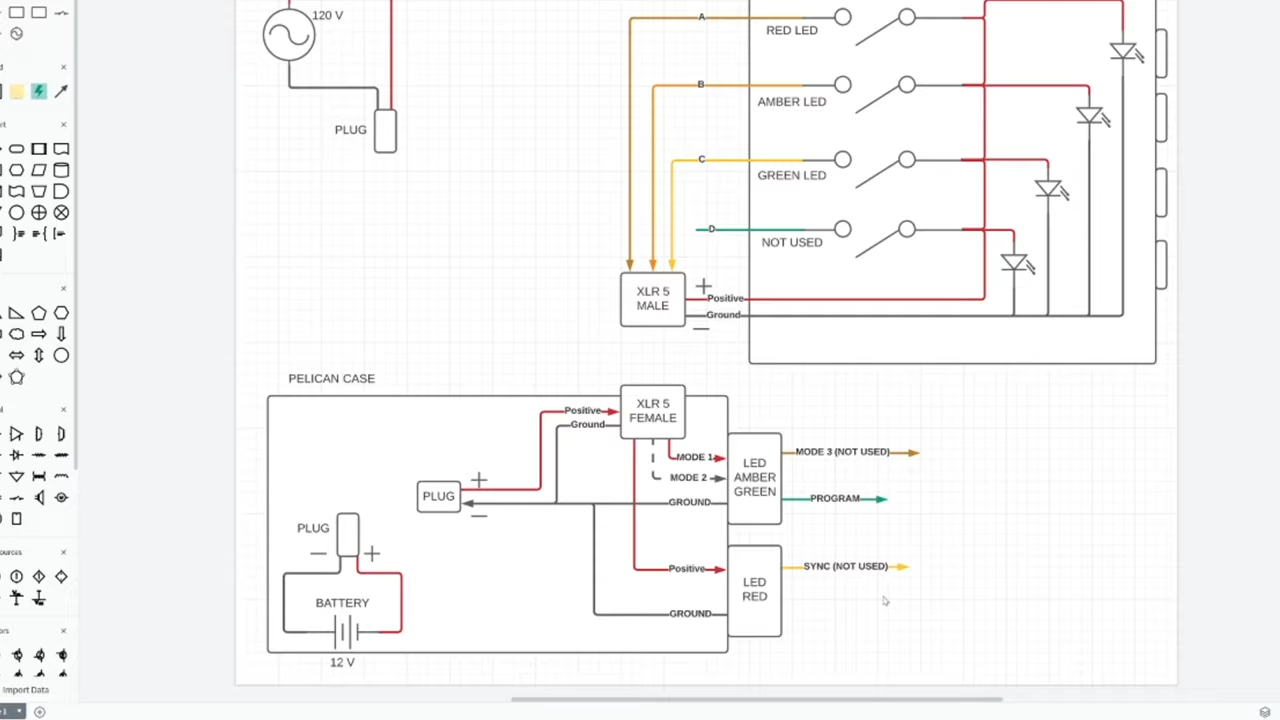 120 V
PLUG
A
RED LED
B
AMBER LED
C
GREEN LED
D
NOT USED
XLR 5
MALE
Positive
Ground
PELICAN CASE
XLR 5
FEMALE
Positive
Ground
MODE 1
MODE 2
GROUND
LED
AMBER
GREEN
MODE 3 (NOT USED)
PROGRAM
PLUG
PLUG
BATTERY
12 V
Positive
GROUND
LED
RED
SYNC (NOT USED)
Import Data